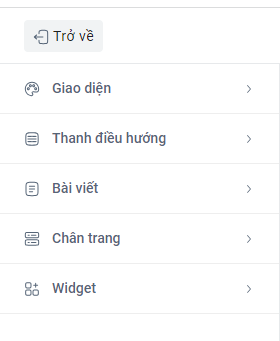 Trở về
Giao diện
Thanh điều hướng
Bài viết
Chân trang
Widget